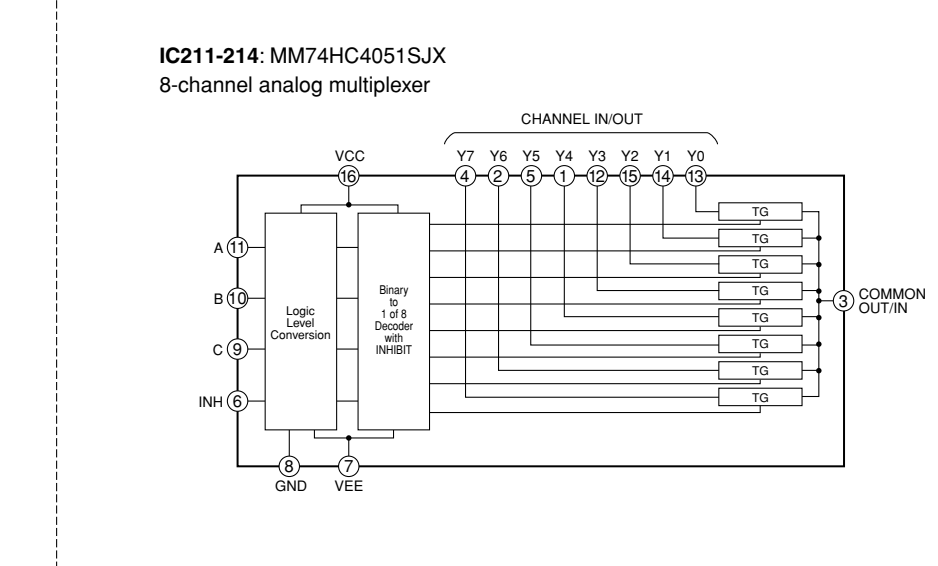 IC211-214: MM74HC4051SJX
8-channel analog multiplexer
CHANNEL IN/OUT
VCC Y7 Y6 Y5 Y4 Y3 Y2 Y1 Y0
16 4 2 5 1 12 15 14 13
TG
TG
TG
TG
TG
TG
TG
TG
A 11
B 10
C 9
INH 6
Logic
Level
Conversion
Binary
to
1 of 8
Decoder
with
INHIBIT
3 COMMON
OUT/IN
8 7
GND VEE